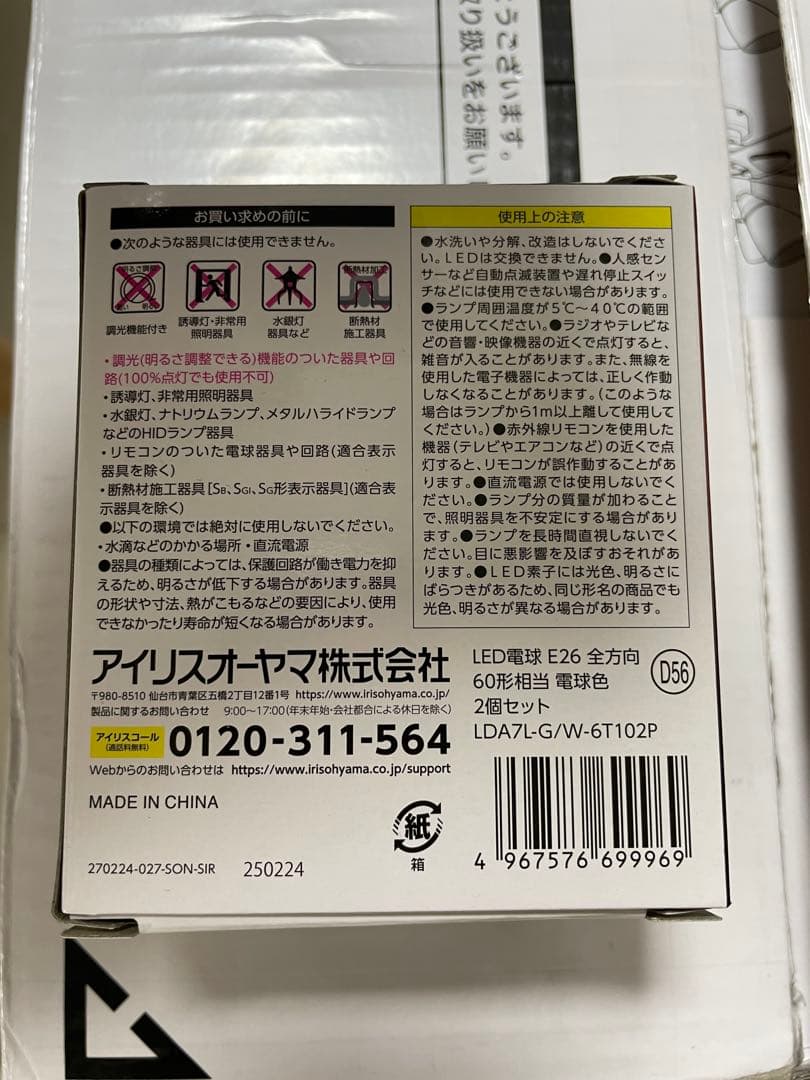 うございます。
取り扱いをお願い
お買い求めの前に
●次のような器具には使用できません。
明るさ調整
明るい
調光機能付き
誘導灯・非常用
照明器具
水銀灯
器具など
断熱材加工
断熱材
施工器具
・調光(明るさ調整できる)機能のついた器具や回
路(100%点灯でも使用不可)
・誘導灯、非常用照明器具
・水銀灯、ナトリウムランプ、メタルハライドランプ
などのHIDランプ器具
・リモコンのついた電球器具や回路(適合表示
器具を除く)
・断熱材施工器具[SB、SGI、SG形表示器具](適合表
示器具を除く)
●以下の環境では絶対に使用しないでください。
・水滴などのかかる場所・直流電源
●器具の種類によっては、保護回路が働き電力を抑
えるため、明るさが低下する場合があります。器具
の形状や寸法、熱がこもるなどの要因により、使用
できなかったり寿命が短くなる場合があります。
使用上の注意
●水洗いや分解、改造はしないでくださ
い。LEDは交換できません。●人感セン
サーなど自動点滅装置や遅れ停止スイッ
チなどには使用できない場合があります。
●ランプ周囲温度が5℃〜40℃の範囲
で使用してください。●ラジオやテレビな
どの音響・映像機器の近くで点灯すると、
雑音が入ることがあります。また、無線を
使用した電子機器によっては、正しく作動
しなくなることがあります。(このような
場合はランプから1m以上離して使用して
ください。)●赤外線リモコンを使用した
機器(テレビやエアコンなど)の近くで点
灯すると、リモコンが誤動作することがあ
ります。●直流電源では使用しないでく
ださい。●ランプ分の質量が加わること
で、照明器具を不安定にする場合があり
ます。●ランプを長時間直視しないでく
ださい。目に悪影響を及ぼすおそれがあ
ります。●LED素子には光色、明るさに
ばらつきがあるため、同じ形名の商品でも
光色、明るさが異なる場合があります。
アイリスオーヤマ株式会社
〒980-8510 仙台市青葉区五橋2丁目12番1号 https://www.irisohyama.co.jp/
製品に関するお問い合わせ 9:00〜17:00(年末年始・会社都合による休日を除く)
アイリスコール
(通話料無料)
0120-311-564
Webからのお問い合わせは https://www.irisohyama.co.jp/support
MADE IN CHINA
270224-027-SON-SIR 250224
紙
箱
LED電球 E26 全方向
60形相当 電球色
2個セット
LDA7L-G/W-6T102P
D56
4 967576 699969